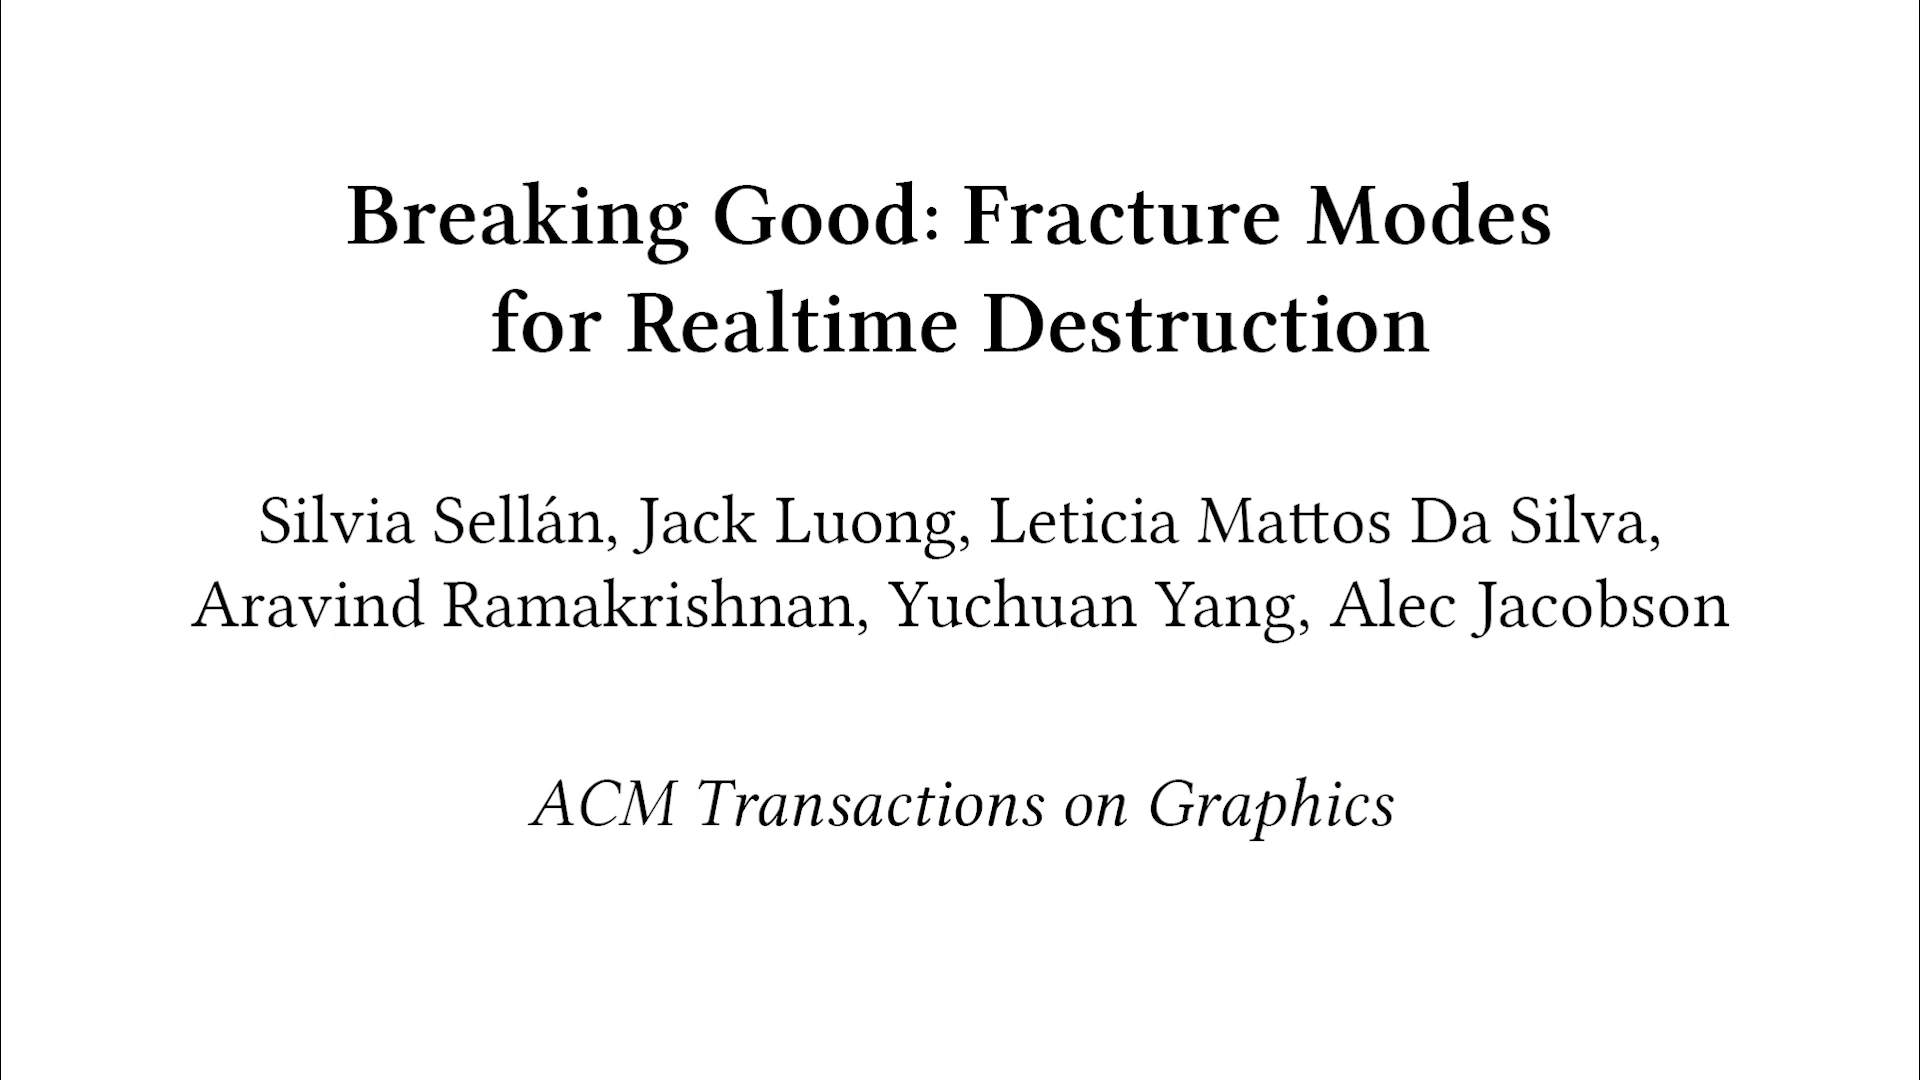 Breaking Good: Fracture Modes
for Realtime Destruction
Silvia Sellán, Jack Luong, Leticia Mattos Da Silva,
Aravind Ramakrishnan, Yuchuan Yang, Alec Jacobson
ACM Transactions on Graphics